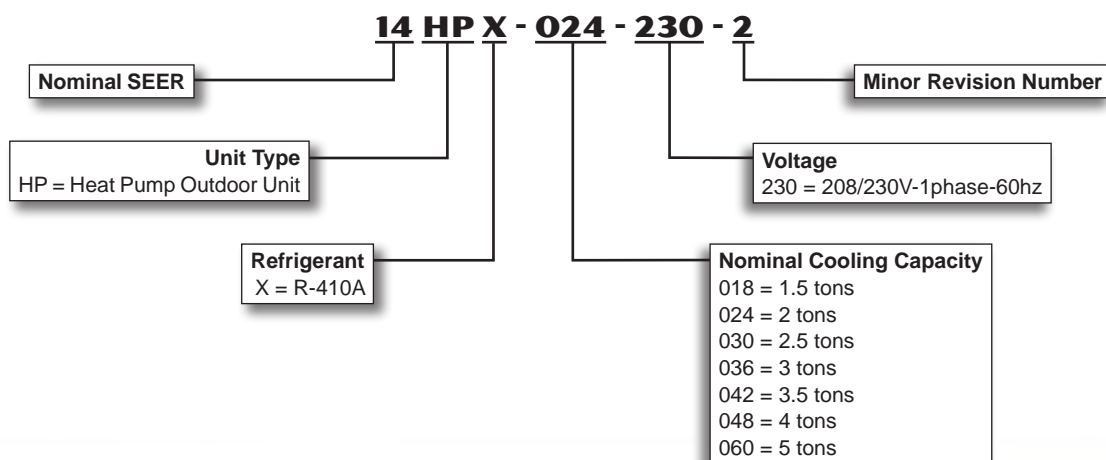 14 HP X - 024 - 230 - 2
Nominal SEER
Minor Revision Number
Unit Type
HP = Heat Pump Outdoor Unit
Voltage
230 = 208/230V-1phase-60hz
Refrigerant
X = R-410A
Nominal Cooling Capacity
018 = 1.5 tons
024 = 2 tons
030 = 2.5 tons
036 = 3 tons
042 = 3.5 tons
048 = 4 tons
060 = 5 tons